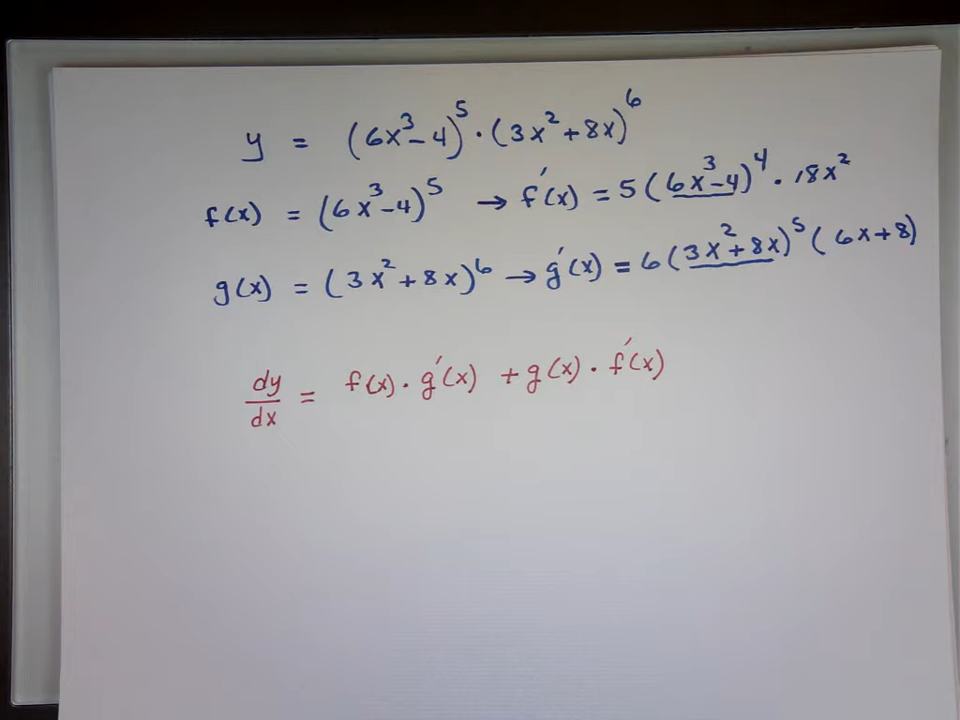 y = (6x³-4)⁵ · (3x²+8x)⁶
f(x) = (6x³-4)⁵ → f'(x) = 5(6x³-4)⁴ · 18x²
g(x) = (3x²+8x)⁶ → g'(x) = 6(3x²+8x)⁵(6x+8)
dy/dx = f(x) · g'(x) + g(x) · f'(x)